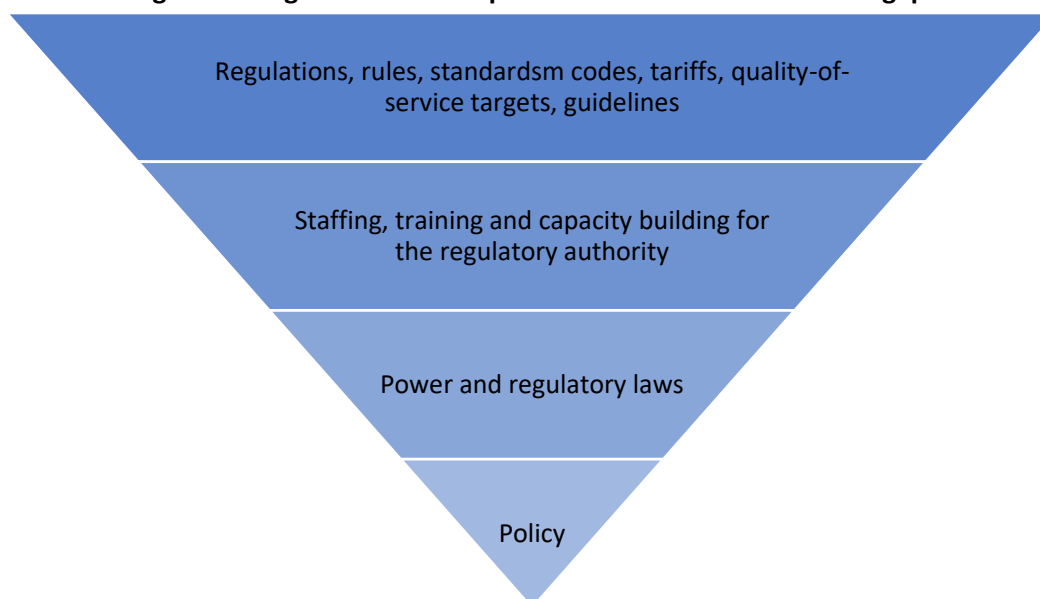 Regulations, rules, standardsm codes, tariffs, quality-of-
service targets, guidelines
Staffing, training and capacity building for
the regulatory authority
Power and regulatory laws
Policy